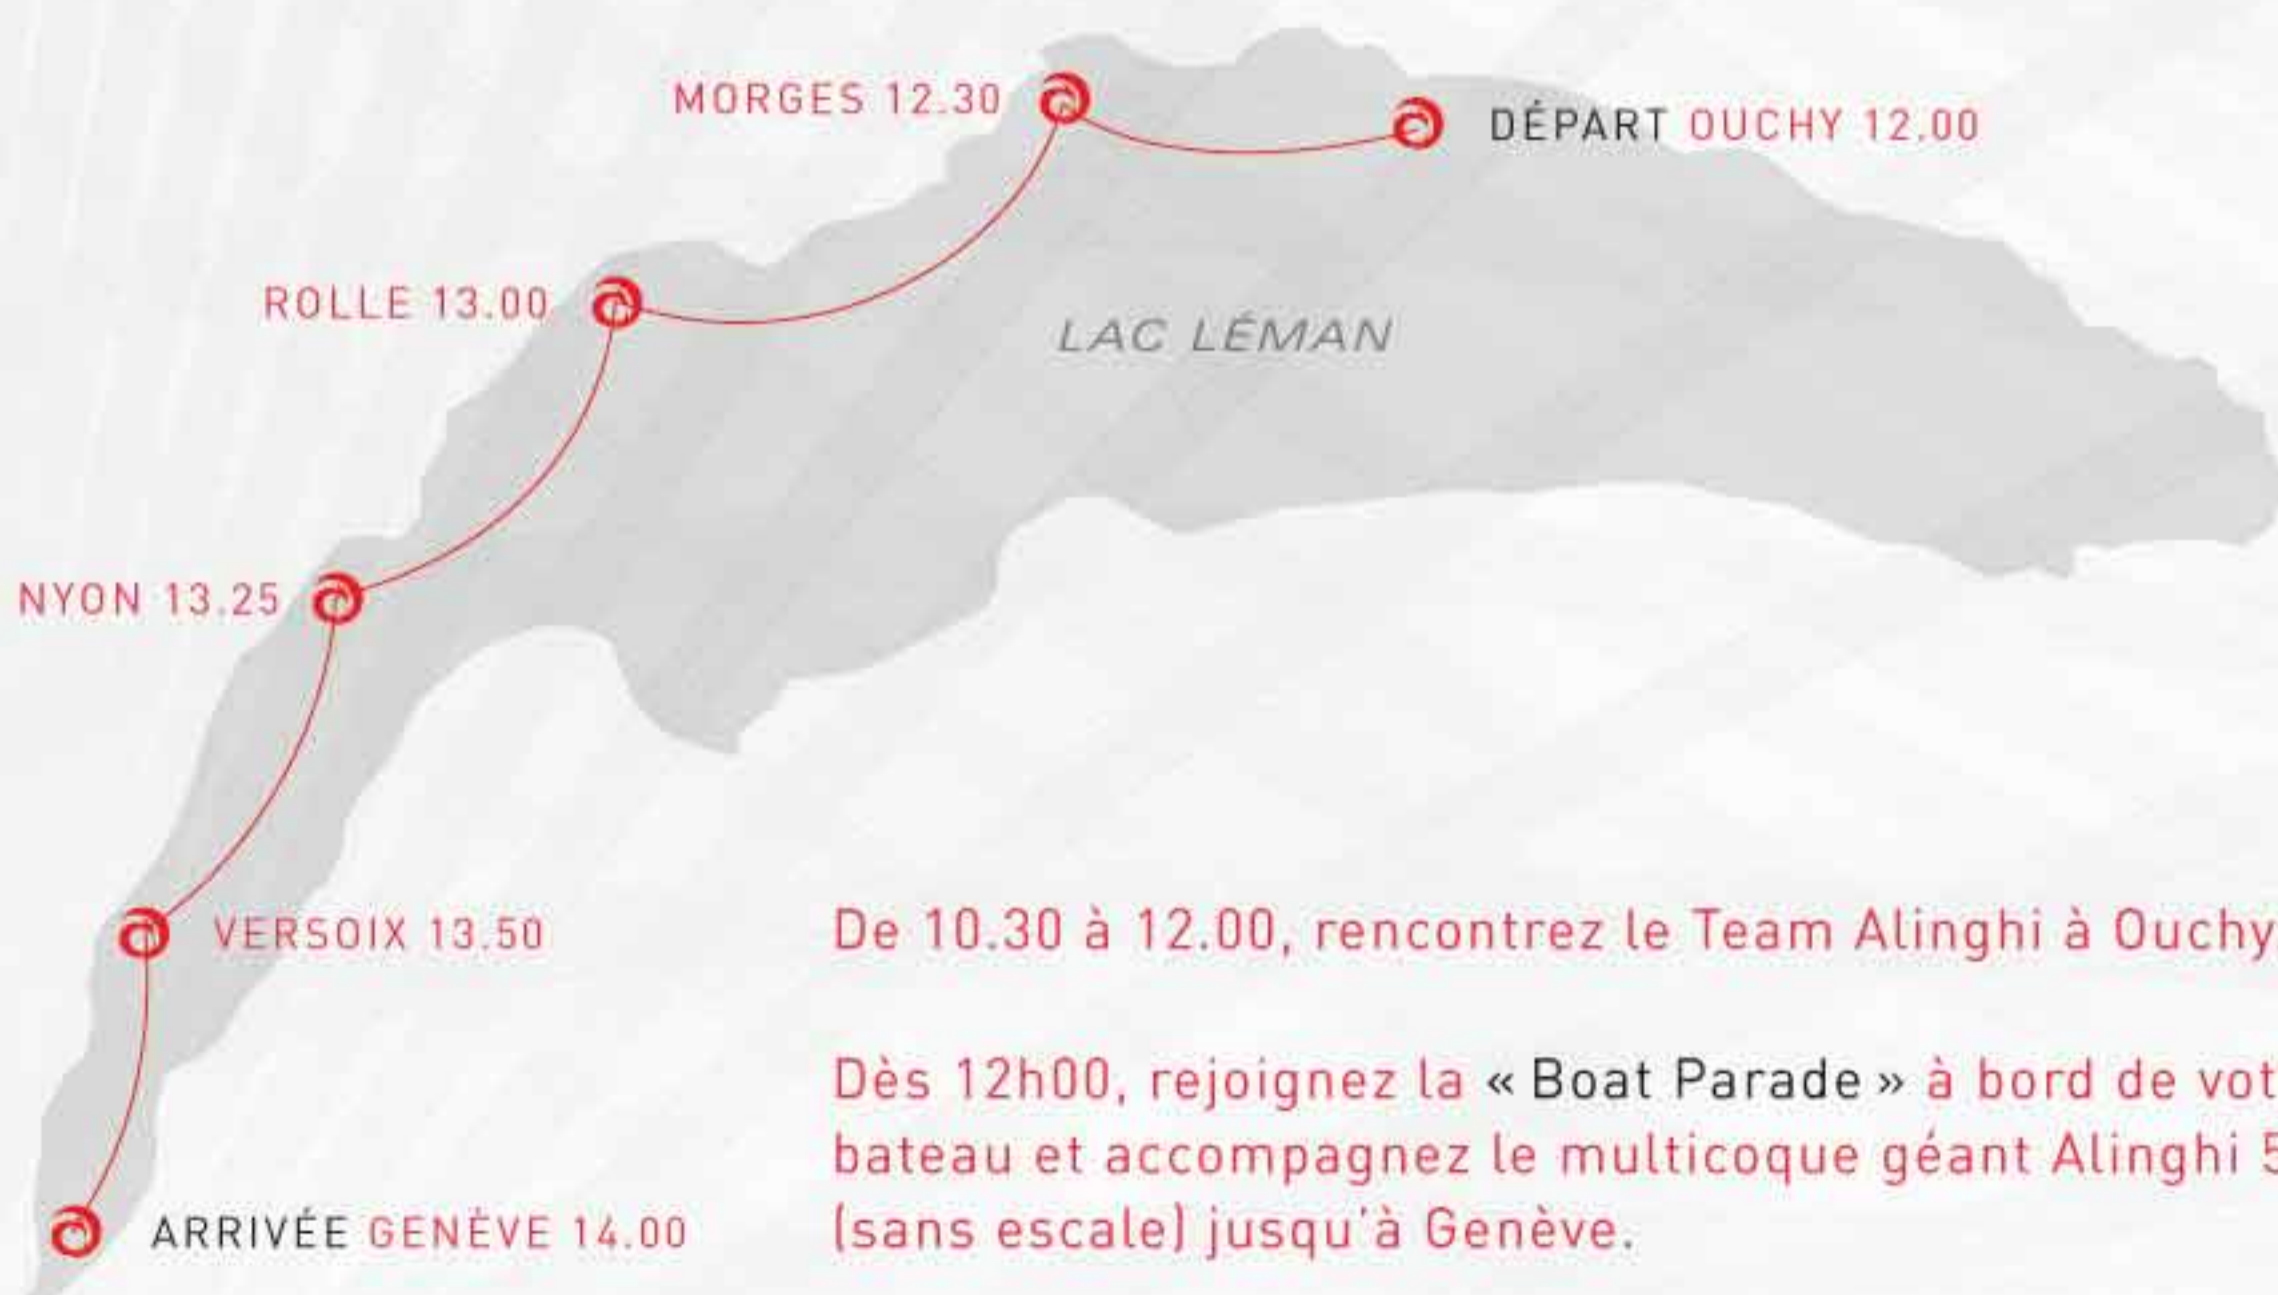 MORGES 12.30
DÉPART OUCHY 12.00
ROLLE 13.00
LAC LÉMAN
NYON 13.25
VERSOIX 13.50
ARRIVÉE GENÈVE 14.00
De 10.30 à 12.00, rencontrez le Team Alinghi à Ouchy
Dès 12h00, rejoignez la « Boat Parade » à bord de
bateau et accompagnez le multicoque géant Alinghi 5
(sans escale) jusqu'à Genève.